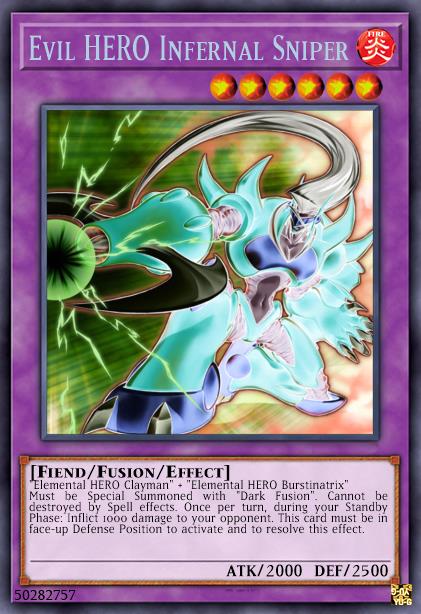 Evil HERO Infernal Sniper
FIRE
炎
[Fiend/Fusion/Effect]
"Elemental HERO Clayman" + "Elemental HERO Burstinatrix"
Must be Special Summoned with "Dark Fusion". Cannot be
destroyed by Spell effects. Once per turn, during your Standby
Phase: Inflict 1000 damage to your opponent. This card must be in
face-up Defense Position to activate and to resolve this effect.
ATK/2000 DEF/2500
50282757